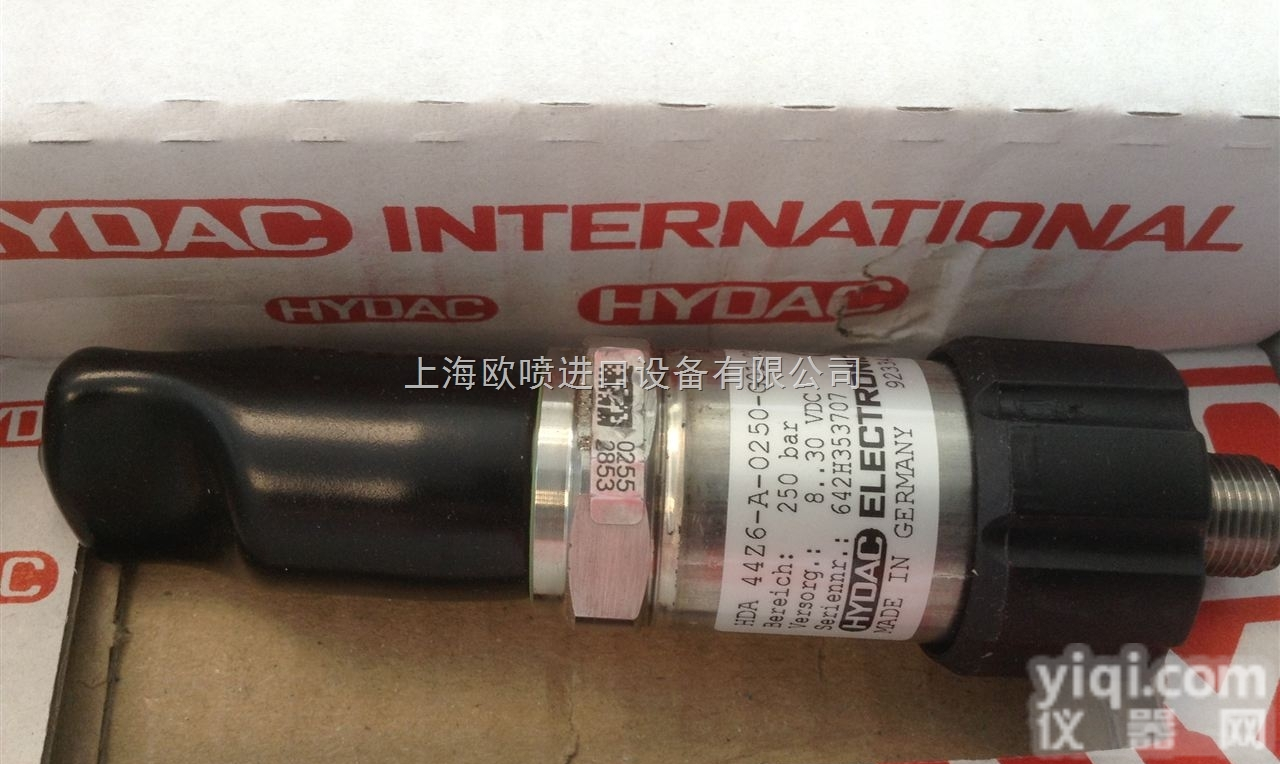 HYDAC INTERNATIONAL
HYDAC HYDAC
上海欧喷进口设备有限公司
0255
2853
HDA 44Z6-A-0250-
Bereich: 250 bar
Versorg.: 8..30 VDC
Seriennr.: 642H353707
HYDAC ELECTRON
MADE IN GERMANY
yiqi.com
仪器网